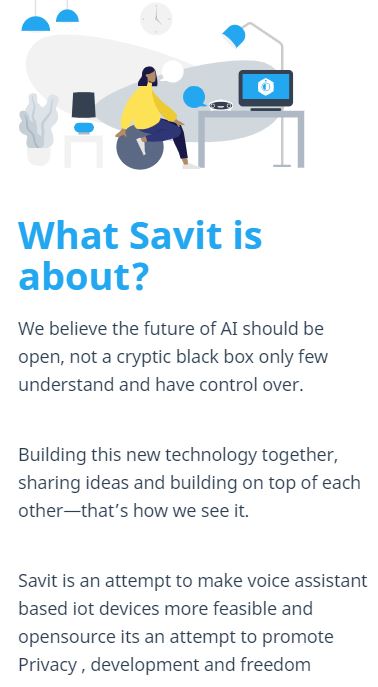 What Savit is
about?
We believe the future of AI should be
open, not a cryptic black box only few
understand and have control over.
Building this new technology together,
sharing ideas and building on top of each
other—that’s how we see it.
Savit is an attempt to make voice assistant
based iot devices more feasible and
opensource its an attempt to promote
Privacy , development and freedom